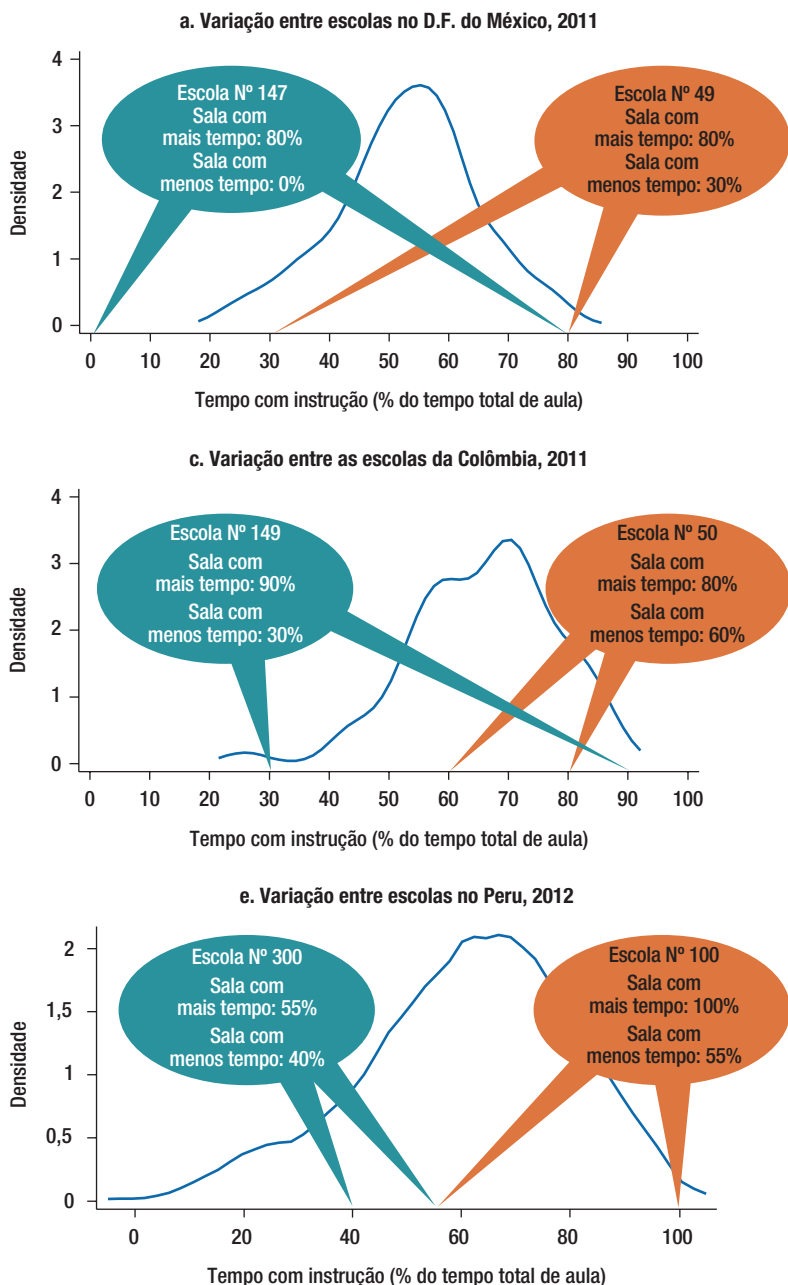 a. Variação entre escolas no D.F. do México, 2011
4
3
2
1
0
Densidade
Escola Nº 147
Sala com
mais tempo: 80%
Sala com
menos tempo: 0%
Escola Nº 49
Sala com
mais tempo: 80%
Sala com
menos tempo: 30%
0 10 20 30 40 50 60 70 80 90 100
Tempo com instrução (% do tempo total de aula)
c. Variação entre as escolas da Colômbia, 2011
4
3
2
1
0
Densidade
Escola Nº 149
Sala com
mais tempo: 90%
Sala com
menos tempo: 30%
Escola Nº 50
Sala com
mais tempo: 80%
Sala com
menos tempo: 60%
0 10 20 30 40 50 60 70 80 90 100
Tempo com instrução (% do tempo total de aula)
e. Variação entre escolas no Peru, 2012
2
1,5
1
0,5
0
Densidade
Escola Nº 300
Sala com
mais tempo: 55%
Sala com
menos tempo: 40%
Escola Nº 100
Sala com
mais tempo: 100%
Sala com
menos tempo: 55%
0 40 60 80 100
Tempo com instrução (% do tempo total de aula)